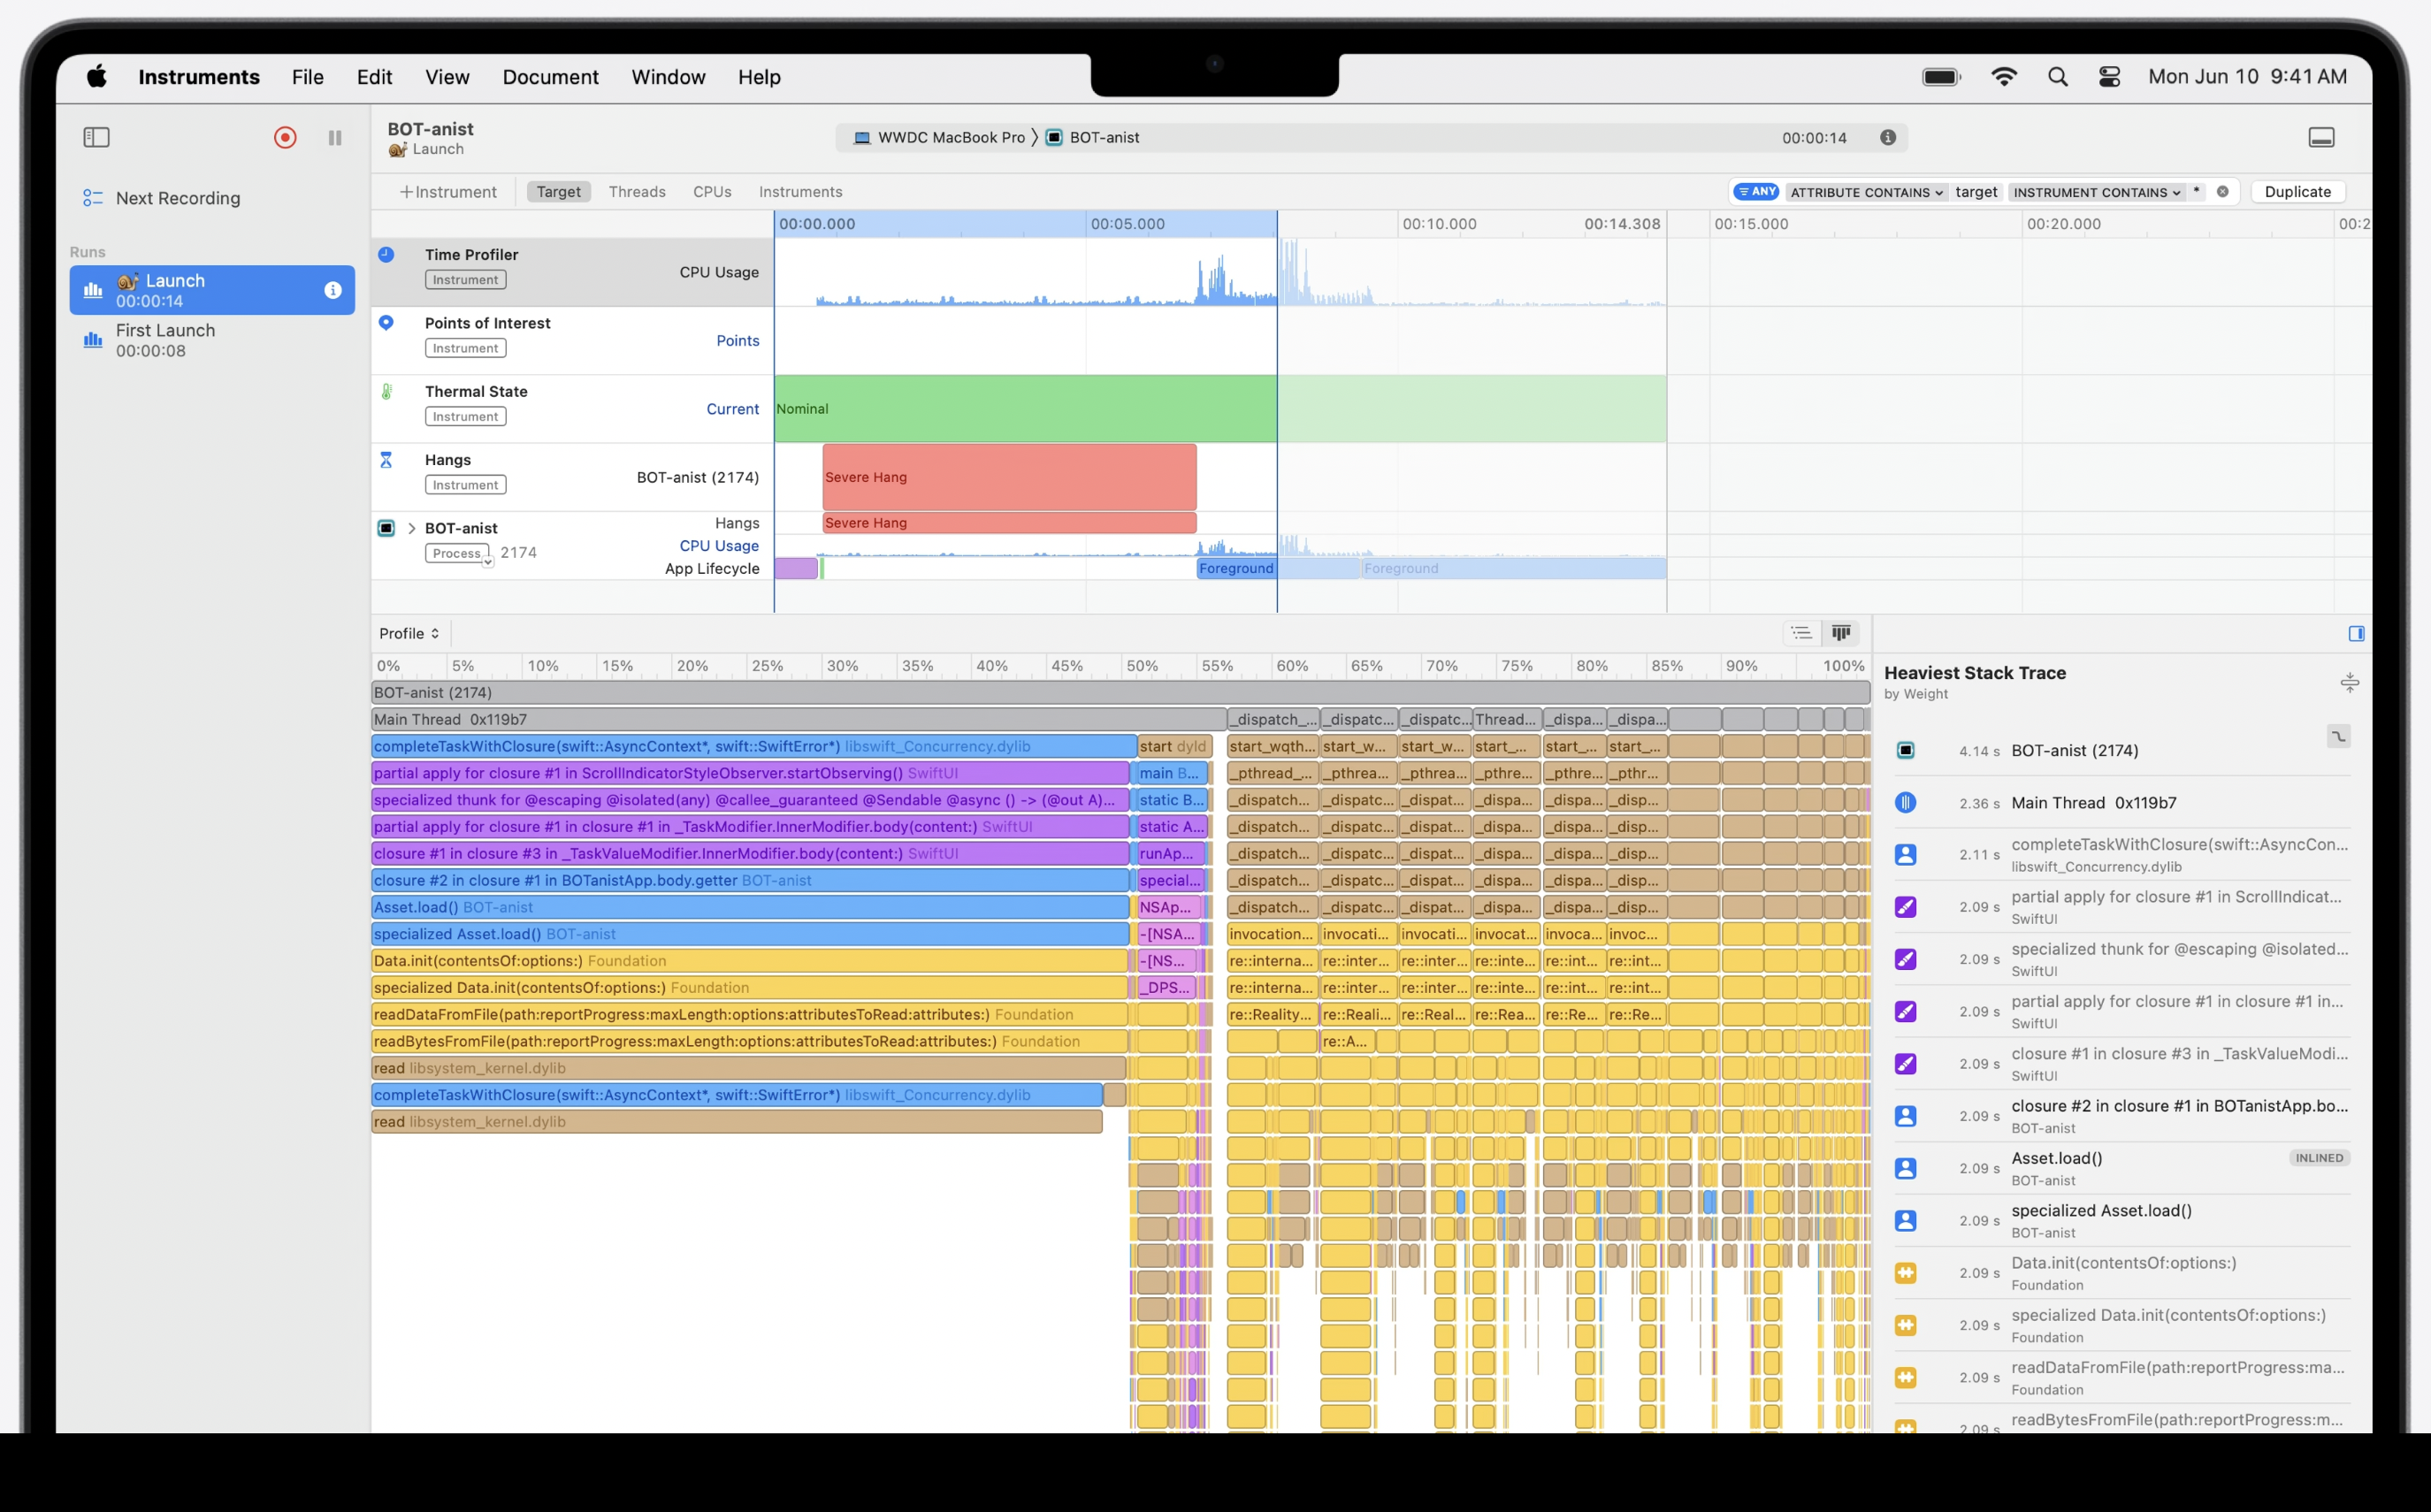 Instruments File Edit View Document Window Help
Mon Jun 10 9:41 AM
BOT-anist
Launch
WWDC MacBook Pro BOT-anist
00:00:14
Next Recording
Runs
Launch
00:00:14
First Launch
00:00:08
+ Instrument Target Threads CPUs Instruments
ANY ATTRIBUTE CONTAINS target INSTRUMENT CONTAINS *
Duplicate
00:00.000 00:05.000 00:10.000 00:14.308 00:15.000 00:20.000 00:2
Time Profiler
Instrument
CPU Usage
Points of Interest
Instrument
Points
Thermal State
Instrument
Current
Nominal
Hangs
Instrument
BOT-anist (2174)
Severe Hang
BOT-anist
Process 2174
Hangs
Severe Hang
CPU Usage
App Lifecycle
Foreground Foreground
Profile
0% 5% 10% 15% 20% 25% 30% 35% 40% 45% 50% 55% 60% 65% 70% 75% 80% 85% 90% 100%
BOT-anist (2174)
Main Thread 0x119b7 _dispatch_... _dispatc... _dispatc... Thread... _dispa... _dispa...
completeTaskWithClosure(swift::AsyncContext*, swift::SwiftError*) libswift_Concurrency.dylib start dyld start_wqth... start_w... start_w... start_... start_... start_...
partial apply for closure #1 in ScrollIndicatorStyleObserver.startObserving() SwiftUI main B... _pthread_... _pthrea... _pthrea... _pthre... _pthre... _pthr...
specialized thunk for @escaping @isolated(any) @callee_guaranteed @Sendable @async () -> (@out A)... static B... _dispatch... _dispatc... _dispat... _dispa... _dispa... _disp...
partial apply for closure #1 in closure #1 in _TaskModifier.InnerModifier.body(content:) SwiftUI static A... _dispatch... _dispatc... _dispat... _dispa... _dispa... _disp...
closure #1 in closure #3 in _TaskValueModifier.InnerModifier.body(content:) SwiftUI runAp... _dispatch... _dispatc... _dispat... _dispa... _dispa... _disp...
closure #2 in closure #1 in BOTanistApp.body.getter BOT-anist special... _dispatch... _dispatc... _dispat... _dispa... _dispa... _disp...
Asset.load() BOT-anist NSAp... _dispatch... _dispatc... _dispat... _dispa... _dispa... _disp...
specialized Asset.load() BOT-anist -[NSA... invocation... invocati... invocati... invocat... invoca... invoc...
Data.init(contentsOf:options:) Foundation -[NS... re::interna... re::inter... re::inter... re::inte... re::int... re::int...
specialized Data.init(contentsOf:options:) Foundation _DPS... re::interna... re::inter... re::inter... re::inte... re::int... re::int...
readDataFromFile(path:reportProgress:maxLength:options:attributesToRead:attributes:) Foundation re::Reality... re::Reali... re::Real... re::Rea... re::Re... re::Re...
readBytesFromFile(path:reportProgress:maxLength:options:attributesToRead:attributes:) Foundation re::A...
read libsystem_kernel.dylib
completeTaskWithClosure(swift::AsyncContext*, swift::SwiftError*) libswift_Concurrency.dylib
read libsystem_kernel.dylib
Heaviest Stack Trace
by Weight
4.14 s BOT-anist (2174)
2.36 s Main Thread 0x119b7
2.11 s completeTaskWithClosure(swift::AsyncCon...
libswift_Concurrency.dylib
2.09 s partial apply for closure #1 in ScrollIndicat...
SwiftUI
2.09 s specialized thunk for @escaping @isolated...
SwiftUI
2.09 s partial apply for closure #1 in closure #1 in...
SwiftUI
2.09 s closure #1 in closure #3 in _TaskValueModi...
SwiftUI
2.09 s closure #2 in closure #1 in BOTanistApp.bo...
BOT-anist
2.09 s Asset.load() INLINED
BOT-anist
2.09 s specialized Asset.load()
BOT-anist
2.09 s Data.init(contentsOf:options:)
Foundation
2.09 s specialized Data.init(contentsOf:options:)
Foundation
2.09 s readDataFromFile(path:reportProgress:ma...
Foundation
2.09 s readBytesFromFile(path:reportProgress:m...